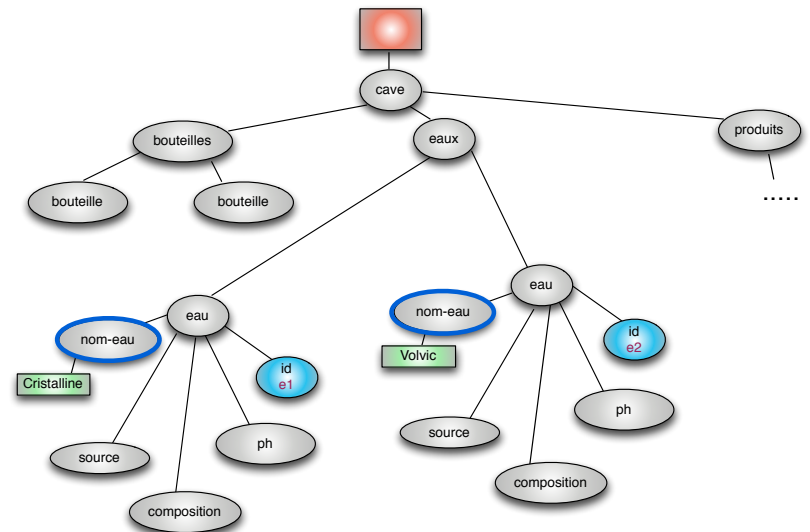 cave
bouteilles
eaux
produits
bouteille
bouteille
.....
eau
eau
nom-eau
nom-eau
id
e1
id
e2
Cristalline
Volvic
source
ph
composition
source
ph
composition